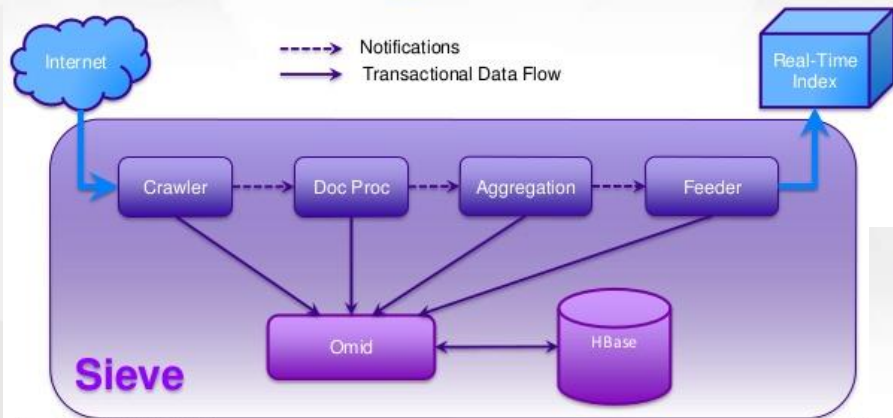 Internet
Notifications
Transactional Data Flow
Real-Time
Index
Crawler
Doc Proc
Aggregation
Feeder
Omid
HBase
Sieve